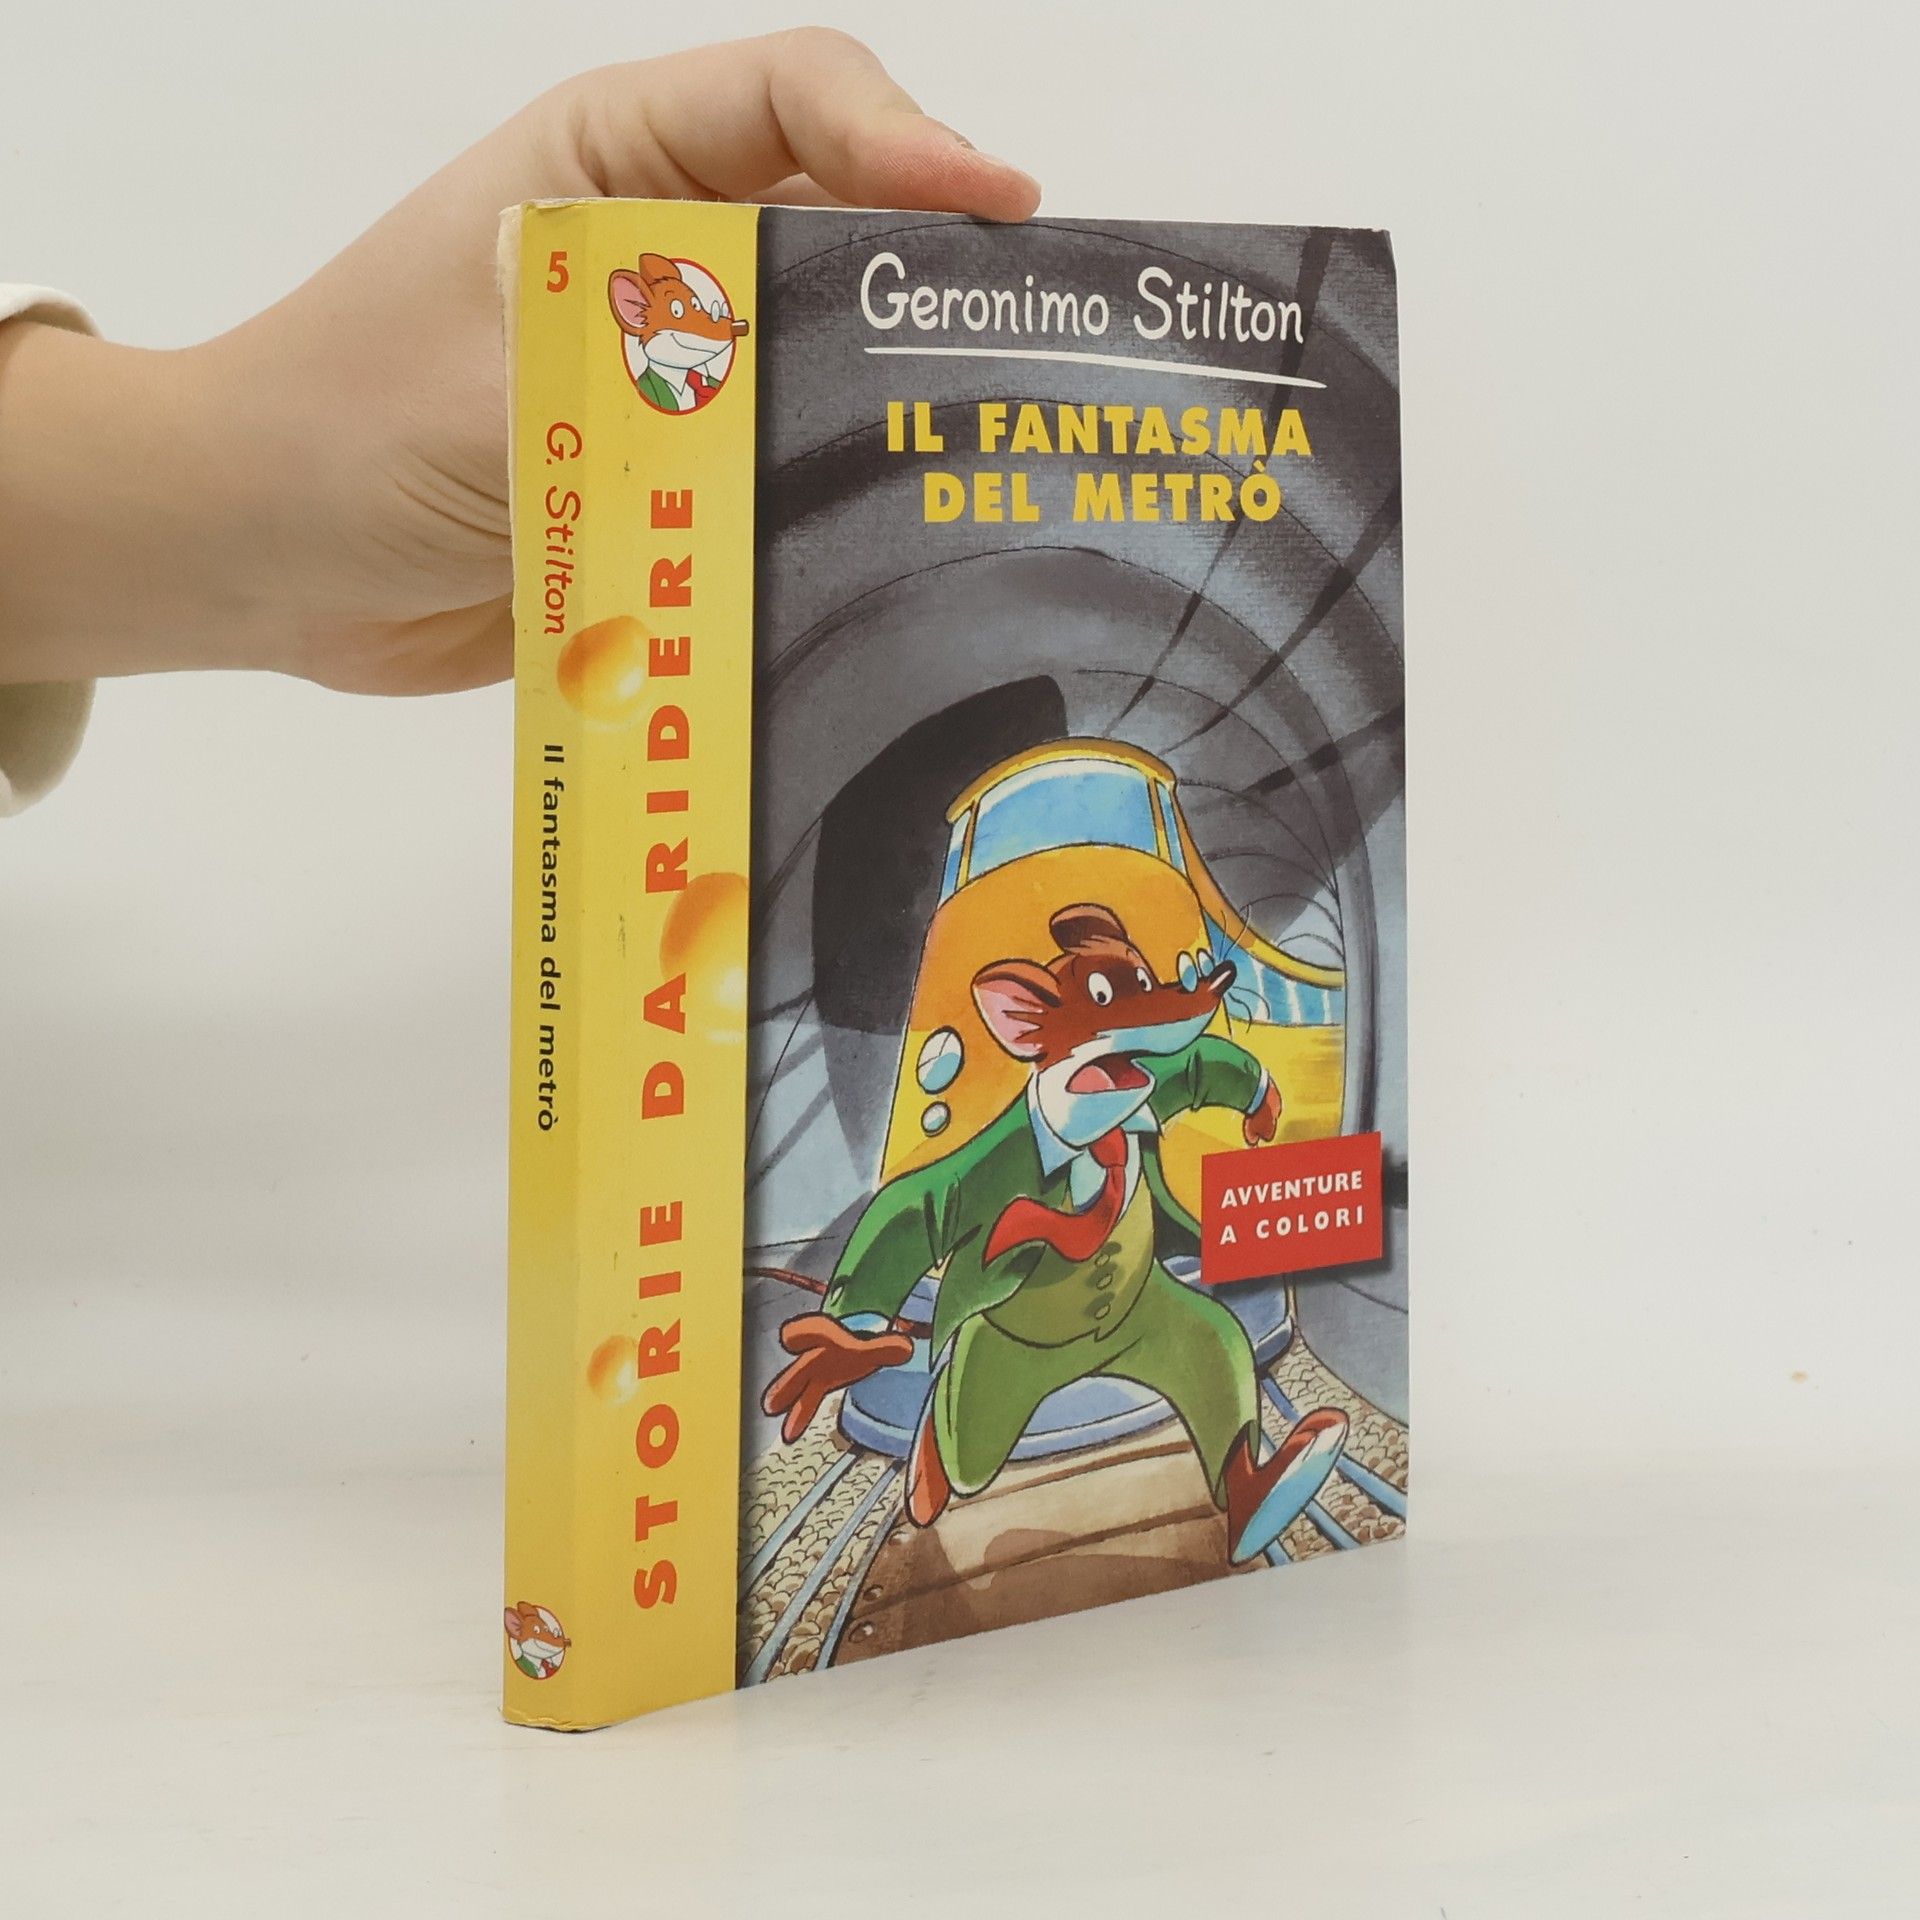 5
G. Stilton
Il fantasma del metrò
STORIE DA RIDERE
Geronimo Stilton
IL FANTASMA
DEL METRÒ
AVVENTURE
A COLORI